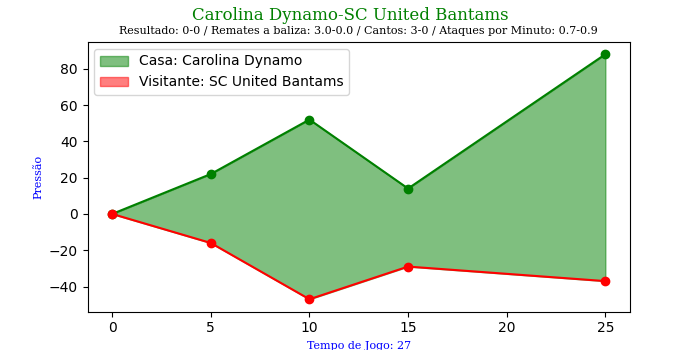 Carolina Dynamo-SC United Bantams
Resultado: 0-0 / Remates a baliza: 3.0-0.0 / Cantos: 3-0 / Ataques por Minuto: 0.7-0.9
Casa: Carolina Dynamo
Visitante: SC United Bantams
Pressão
80
60
40
20
0
−20
−40
0 5 10 15 20 25
Tempo de Jogo: 27